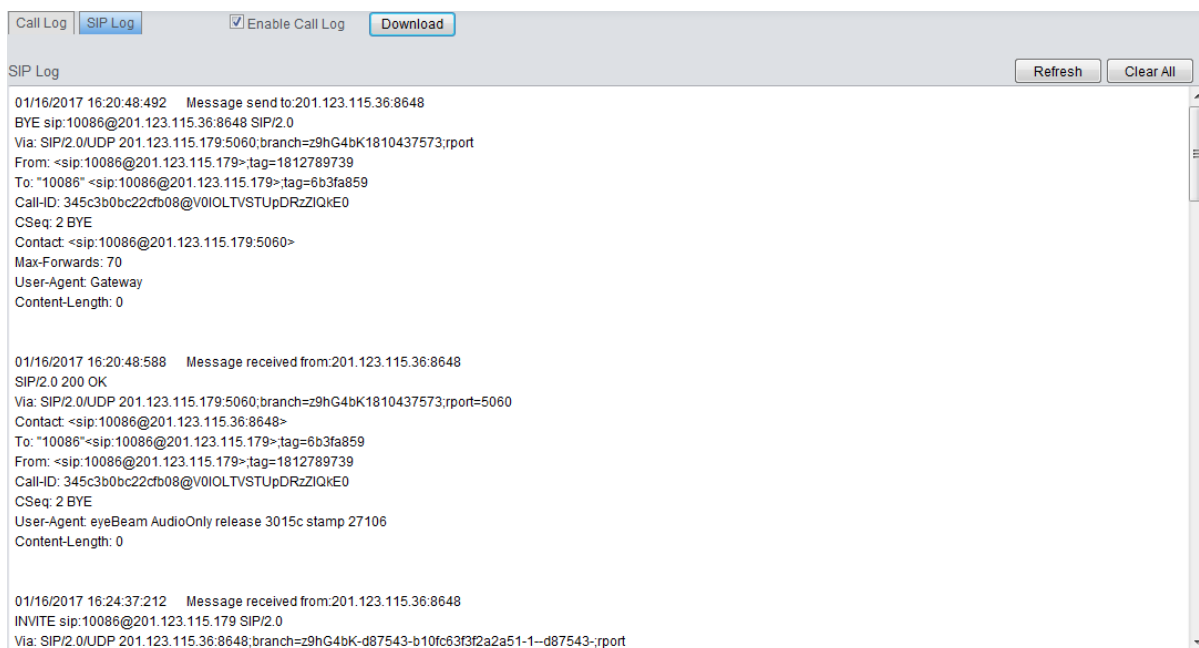 Call Log SIP Log Enable Call Log Download
SIP Log Refresh Clear All
01/16/2017 16:20:48:492 Message send to:201.123.115.36:8648
BYE sip:10086@201.123.115.36:8648 SIP/2.0
Via: SIP/2.0/UDP 201.123.115.179:5060;branch=z9hG4bK1810437573;rport
From: <sip:10086@201.123.115.179>;tag=1812789739
To: "10086" <sip:10086@201.123.115.179>;tag=6b3fa859
Call-ID: 345c3b0bc22cfb08@V0lOLTVSTUpDRzZIQkE0
CSeq: 2 BYE
Contact: <sip:10086@201.123.115.179:5060>
Max-Forwards: 70
User-Agent: Gateway
Content-Length: 0
01/16/2017 16:20:48:588 Message received from:201.123.115.36:8648
SIP/2.0 200 OK
Via: SIP/2.0/UDP 201.123.115.179:5060;branch=z9hG4bK1810437573;rport=5060
Contact: <sip:10086@201.123.115.36:8648>
To: "10086"<sip:10086@201.123.115.179>;tag=6b3fa859
From: <sip:10086@201.123.115.179>;tag=1812789739
Call-ID: 345c3b0bc22cfb08@V0lOLTVSTUpDRzZIQkE0
CSeq: 2 BYE
User-Agent: eyeBeam AudioOnly release 3015c stamp 27106
Content-Length: 0
01/16/2017 16:24:37:212 Message received from:201.123.115.36:8648
INVITE sip:10086@201.123.115.179 SIP/2.0
Via: SIP/2.0/UDP 201.123.115.36:8648;branch=z9hG4bK-d87543-b10fc63f3f2a2a51-1--d87543-;rport